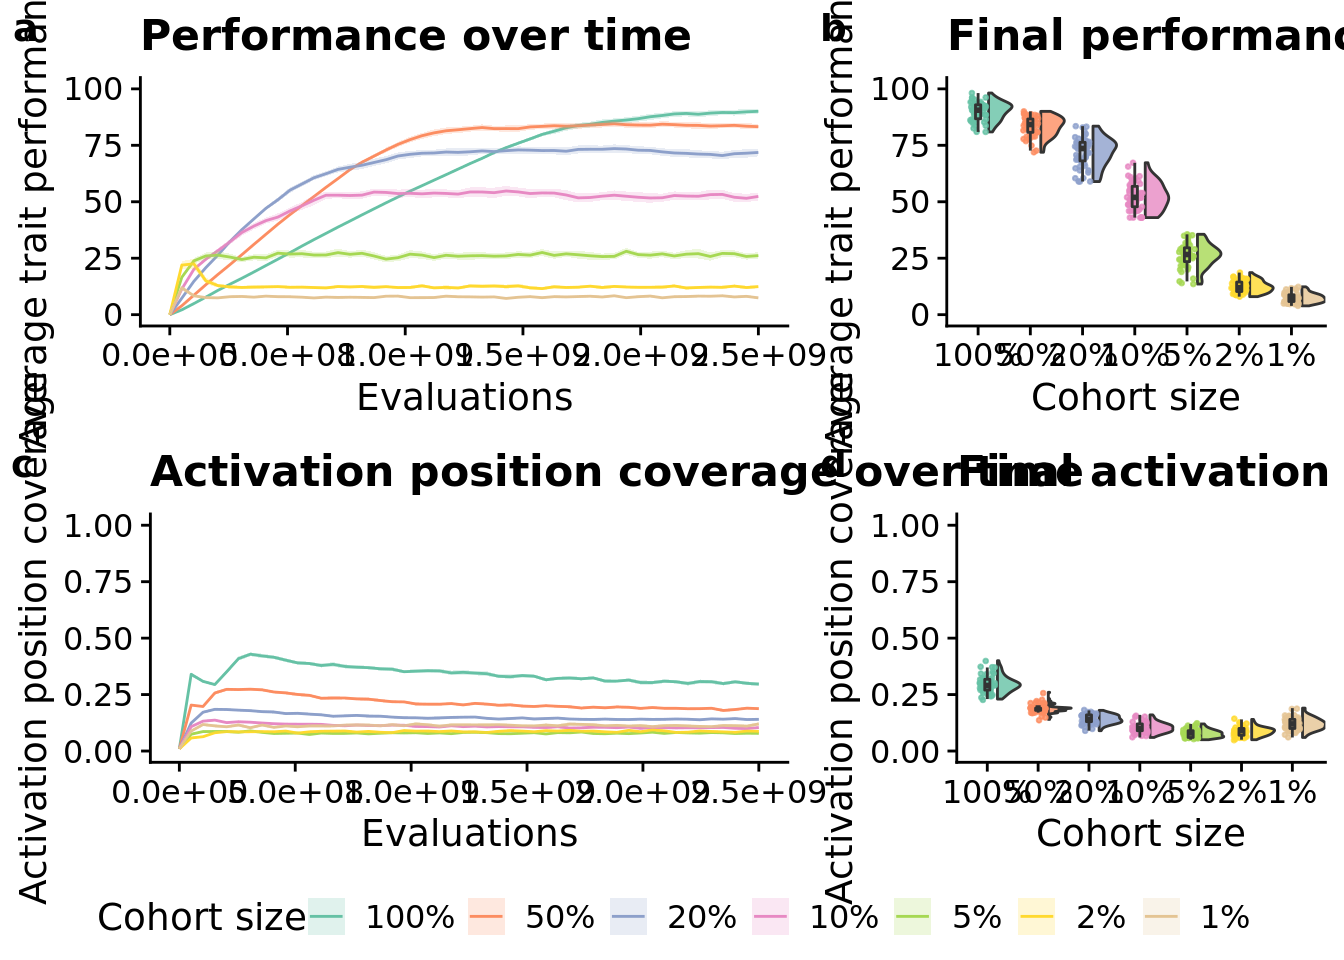 a
Performance over time
Average trait performan
100
75
50
25
0
0.0e+00 5.0e+08 1.0e+09 1.5e+09 2.0e+09 2.5e+09
Evaluations
b
Final performanc
Average trait performan
100
75
50
25
0
100% 50% 20% 10% 5% 2% 1%
Cohort size
c
Activation position coverage over time
Activation position coverage
1.00
0.75
0.50
0.25
0.00
0.0e+00 5.0e+08 1.0e+09 1.5e+09 2.0e+09 2.5e+09
Evaluations
d
Final activation
Activation position coverage
1.00
0.75
0.50
0.25
0.00
100% 50% 20% 10% 5% 2% 1%
Cohort size
Cohort size 100% 50% 20% 10% 5% 2% 1%